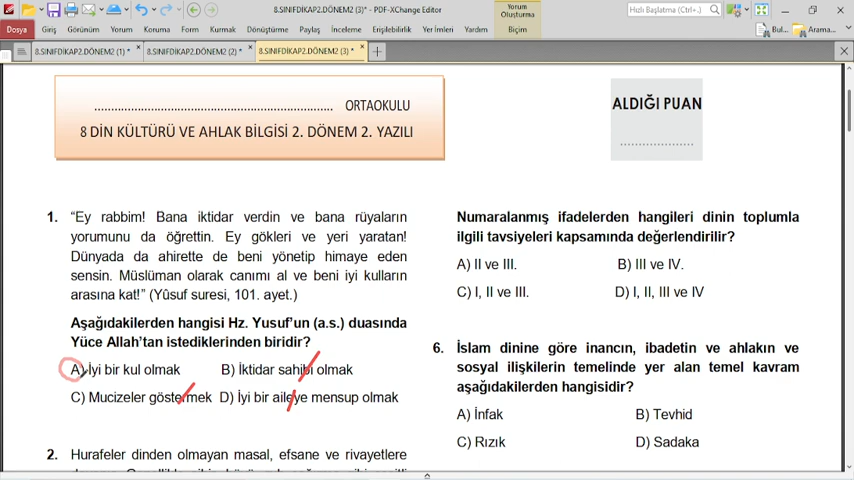 8.SINIFDİKAP2.DÖNEM2 (3)* * - PDF-XChange Editor
Yorum
Oluşturma
Hızlı Başlatma (Ctrl+.)
Dosya Giriş Görünüm Yorum Koruma Form Kurmak Dönüştürme Paylaş İnceleme Erişilebilirlik Yer İmleri Yardım Biçim Bul... Arama...
8.SINIFDİKAP2.DÖNEM2 (1) * 8.SINIFDİKAP2.DÖNEM2 (2) * 8.SINIFDİKAP2.DÖNEM2 (3) *
................................................................ ORTAOKULU
8 DİN KÜLTÜRÜ VE AHLAK BİLGİSİ 2. DÖNEM 2. YAZILI
ALDIĞI PUAN
......................
1. “Ey rabbim! Bana iktidar verdin ve bana rüyaların
yorumunu da öğrettin. Ey gökleri ve yeri yaratan!
Dünyada da ahirette de beni yönetip himaye eden
sensin. Müslüman olarak canımı al ve beni iyi kulların
arasına kat!” (Yûsuf suresi, 101. ayet.)
Aşağıdakilerden hangisi Hz. Yusuf’un (a.s.) duasında
Yüce Allah’tan istediklerinden biridir?
A) İyi bir kul olmak B) İktidar sahibi olmak
C) Mucizeler göstermek D) İyi bir aileye mensup olmak
2. Hurafeler dinden olmayan masal, efsane ve rivayetlere
Numaralanmış ifadelerden hangileri dinin toplumla
ilgili tavsiyeleri kapsamında değerlendirilir?
A) II ve III. B) III ve IV.
C) I, II ve III. D) I, II, III ve IV
6. İslam dinine göre inancın, ibadetin ve ahlakın ve
sosyal ilişkilerin temelinde yer alan temel kavram
aşağıdakilerden hangisidir?
A) İnfak B) Tevhid
C) Rızık D) Sadaka